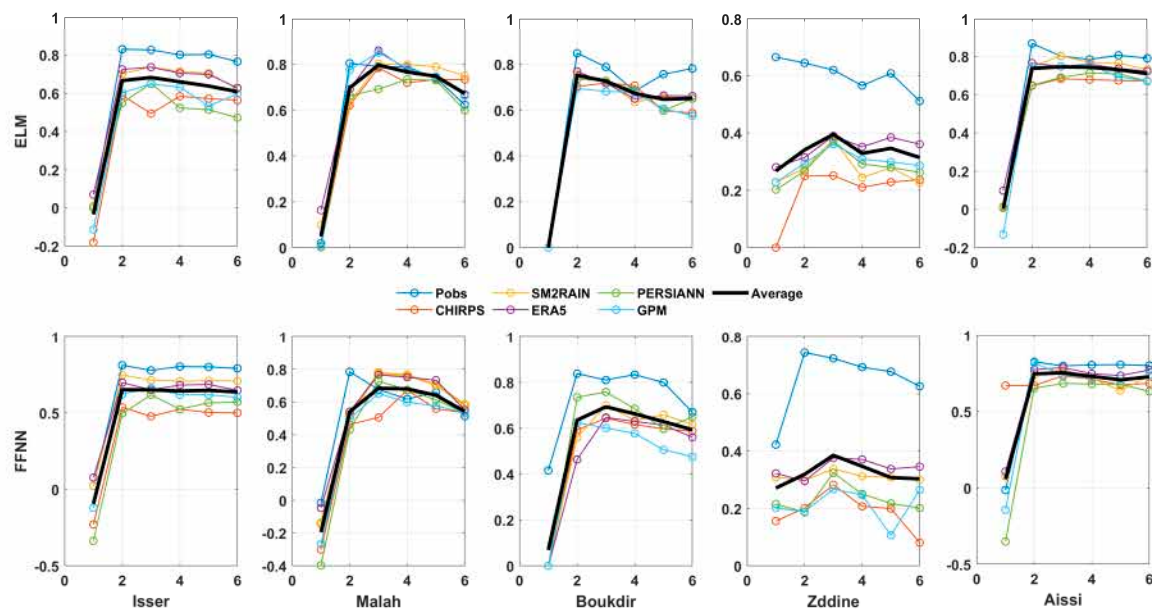 1 1 1 0.8 1
0.8 0.8 0.8 0.8
0.6 0.6 0.6 0.6 0.6
0.4 0.4
0.4 0.4 0.4
0.2 0.2
0.2 0.2 0.2
0 0
-0.2 0 0 0 -0.2
ELM
0 2 4 6 0 2 4 6 0 2 4 6 0 2 4 6 0 2 4 6
Pobs SM2RAIN PERSIANN Average
CHIRPS ERA5 GPM
1 1 1 0.8 1
0.8 0.8
0.6 0.6
0.5 0.6 0.5
0.4 0.4
0.2 0.4
0 0 0
0.2 0.2
-0.2
-0.5 -0.4 0 0 -0.5
FFNN
0 2 4 6 0 2 4 6 0 2 4 6 0 2 4 6 0 2 4 6
Isser Malah Boukdir Zddine Aissi